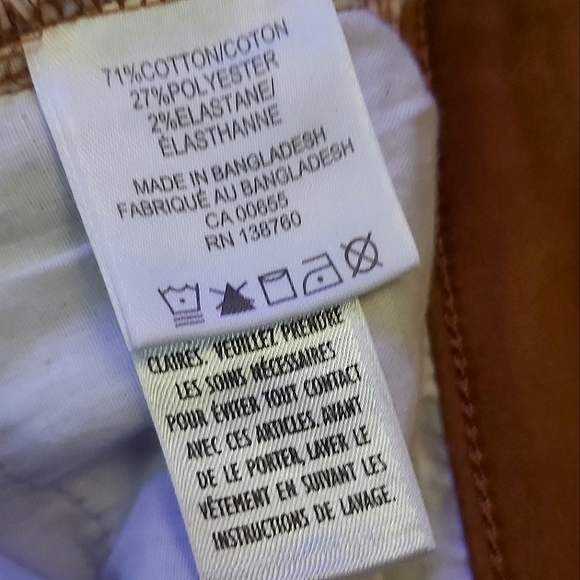 71%COTTON/COTON
27%POLYESTER
2%ELASTANE/
ÉLASTHANNE
MADE IN BANGLADESH
FABRIQUÉ AU BANGLADESH
CA 00655
RN 138760
CLAIRES. VEUILLEZ PRENDRE
LES SOINS NÉCESSAIRES
POUR ÉVITER TOUT CONTACT
AVEC CES ARTICLES. AVANT
DE LE PORTER, LAVER LE
VÊTEMENT EN SUIVANT LES
INSTRUCTIONS DE LAVAGE.